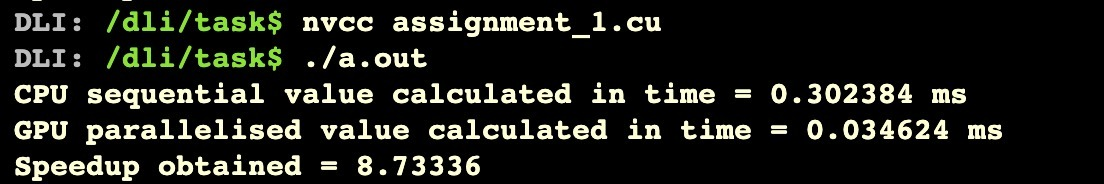 DLI: /dli/task$ nvcc assignment_1.cu
DLI: /dli/task$ ./a.out
CPU sequential value calculated in time = 0.302384 ms
GPU parallelised value calculated in time = 0.034624 ms
Speedup obtained = 8.73336